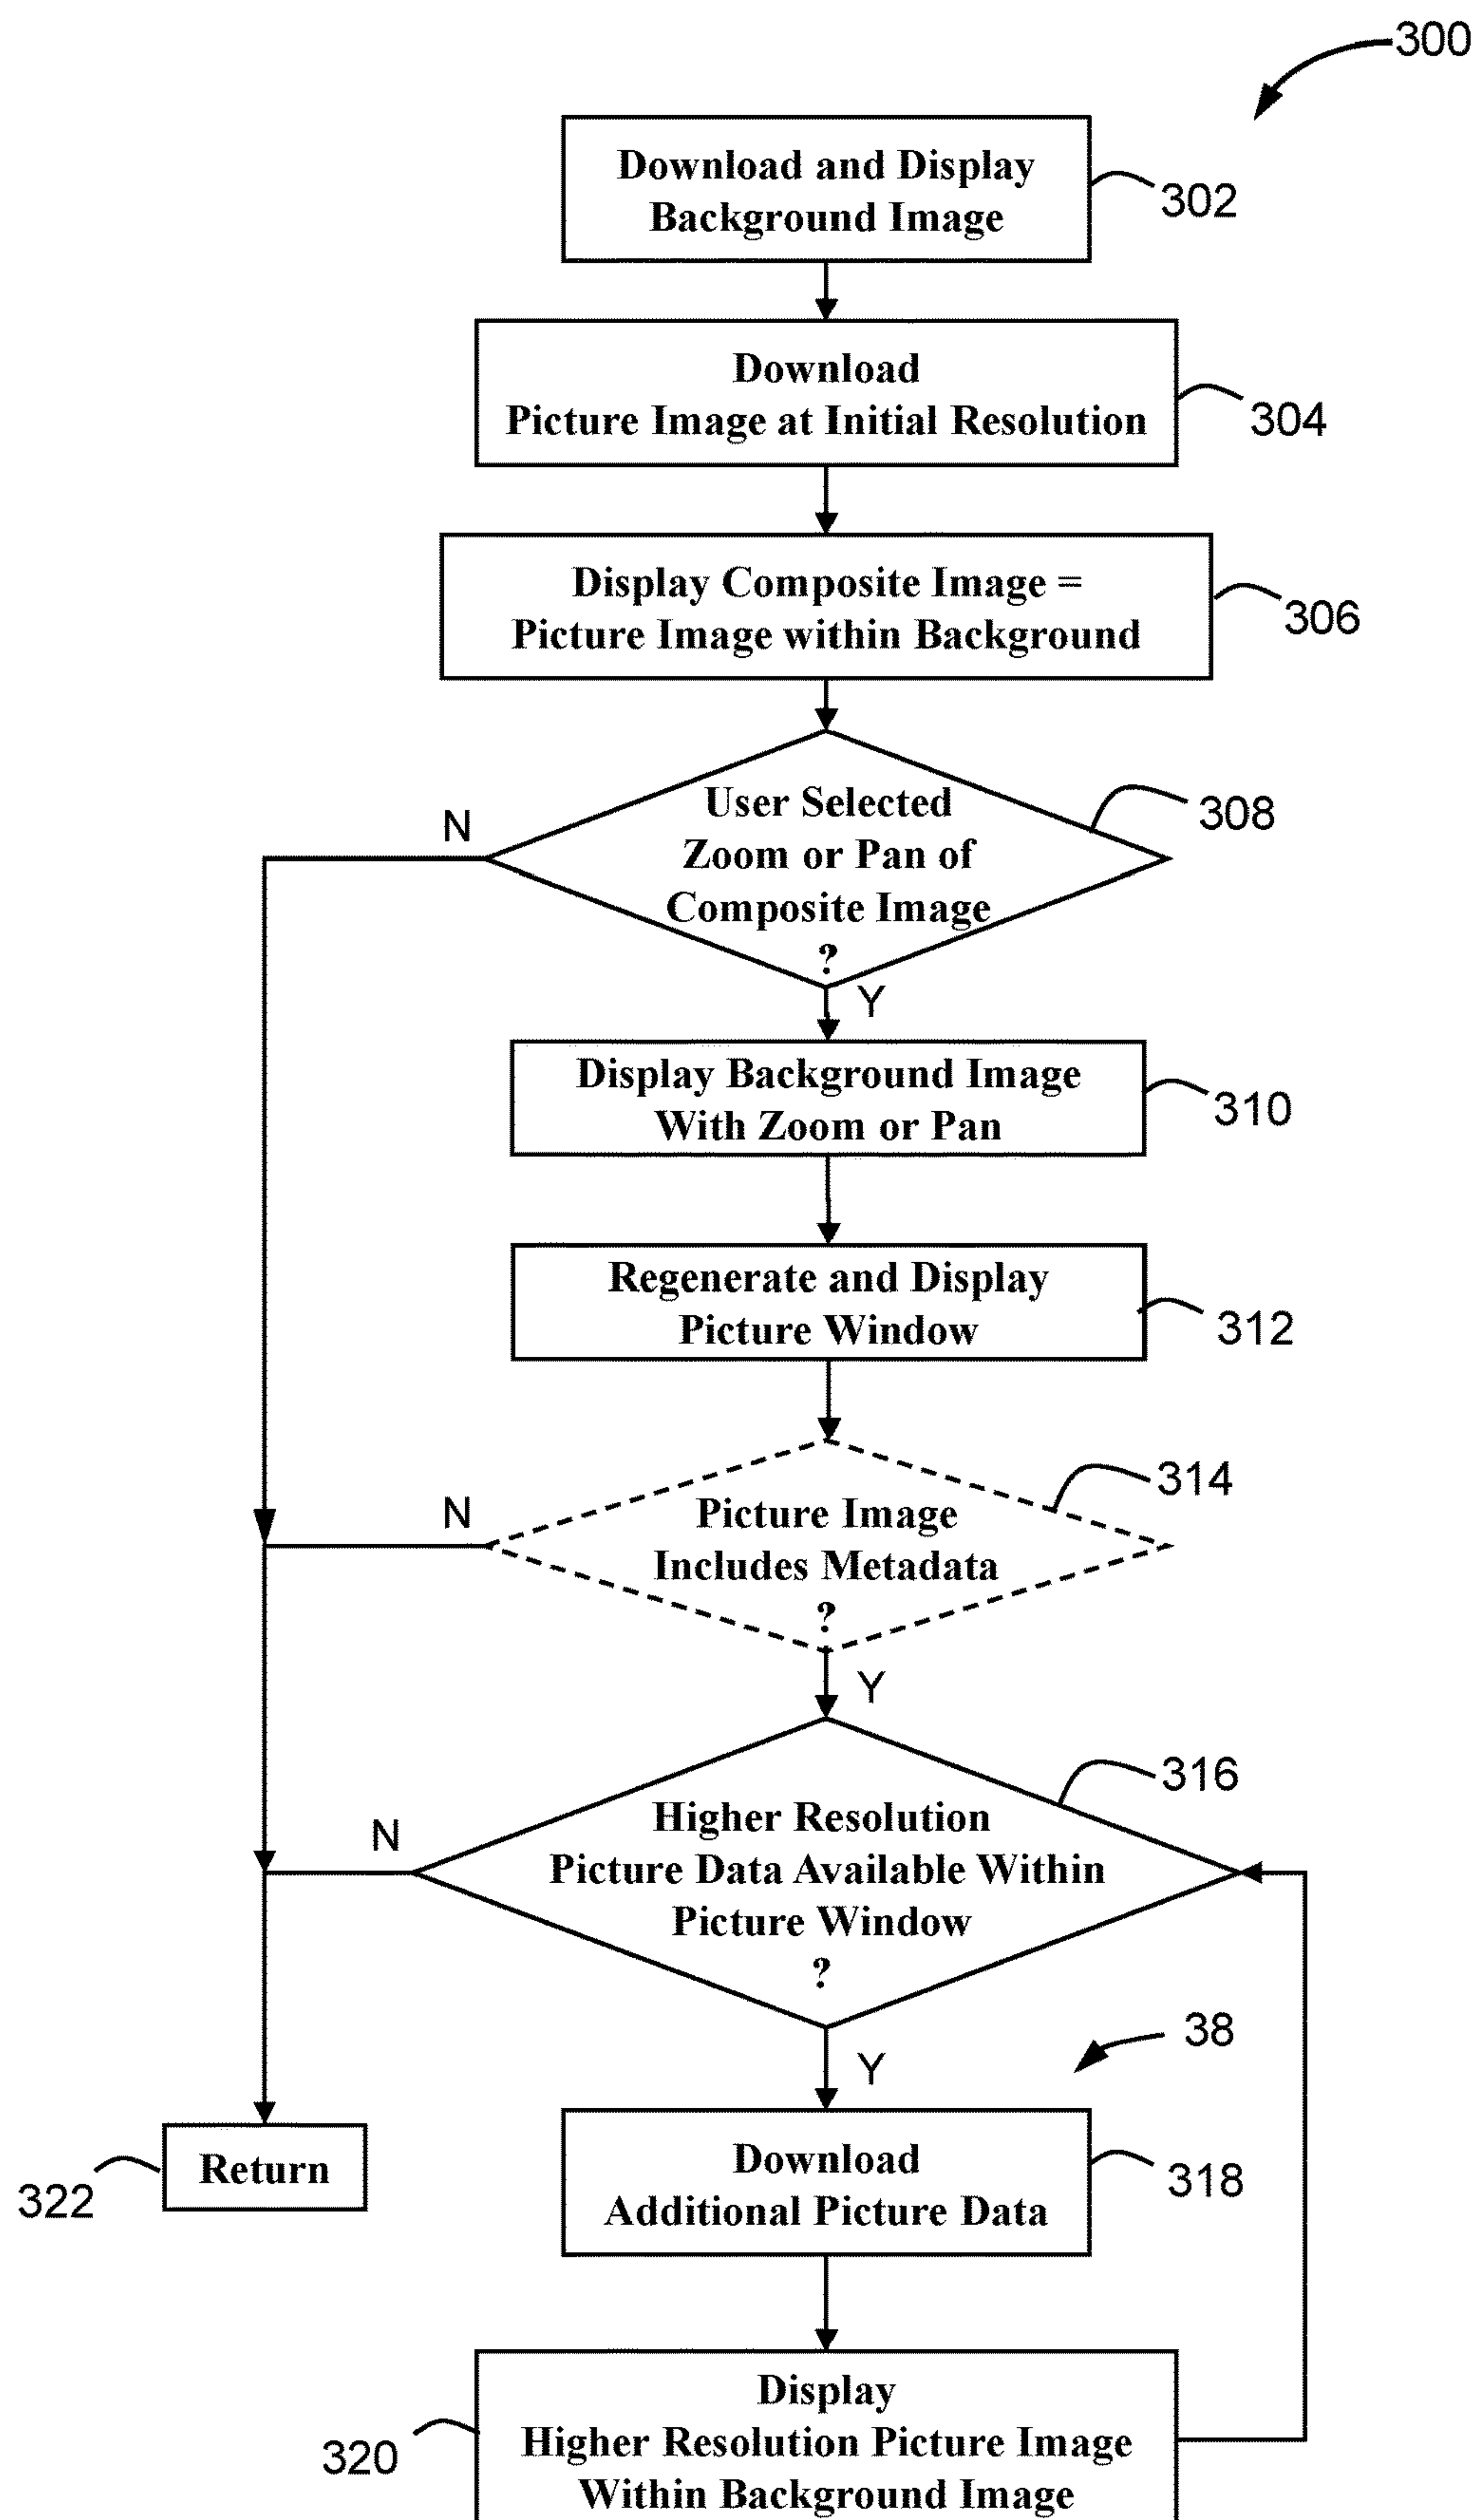 300
Download and Display
Background Image
302
Download
Picture Image at Initial Resolution
304
Display Composite Image =
Picture Image within Background
306
User Selected
Zoom or Pan of
Composite Image
?
308
N
Y
Display Background Image
With Zoom or Pan
310
Regenerate and Display
Picture Window
312
Picture Image
Includes Metadata
?
314
N
Y
Higher Resolution
Picture Data Available Within
Picture Window
?
316
N
Y
38
Return
322
Download
Additional Picture Data
318
Display
Higher Resolution Picture Image
Within Background Image
320